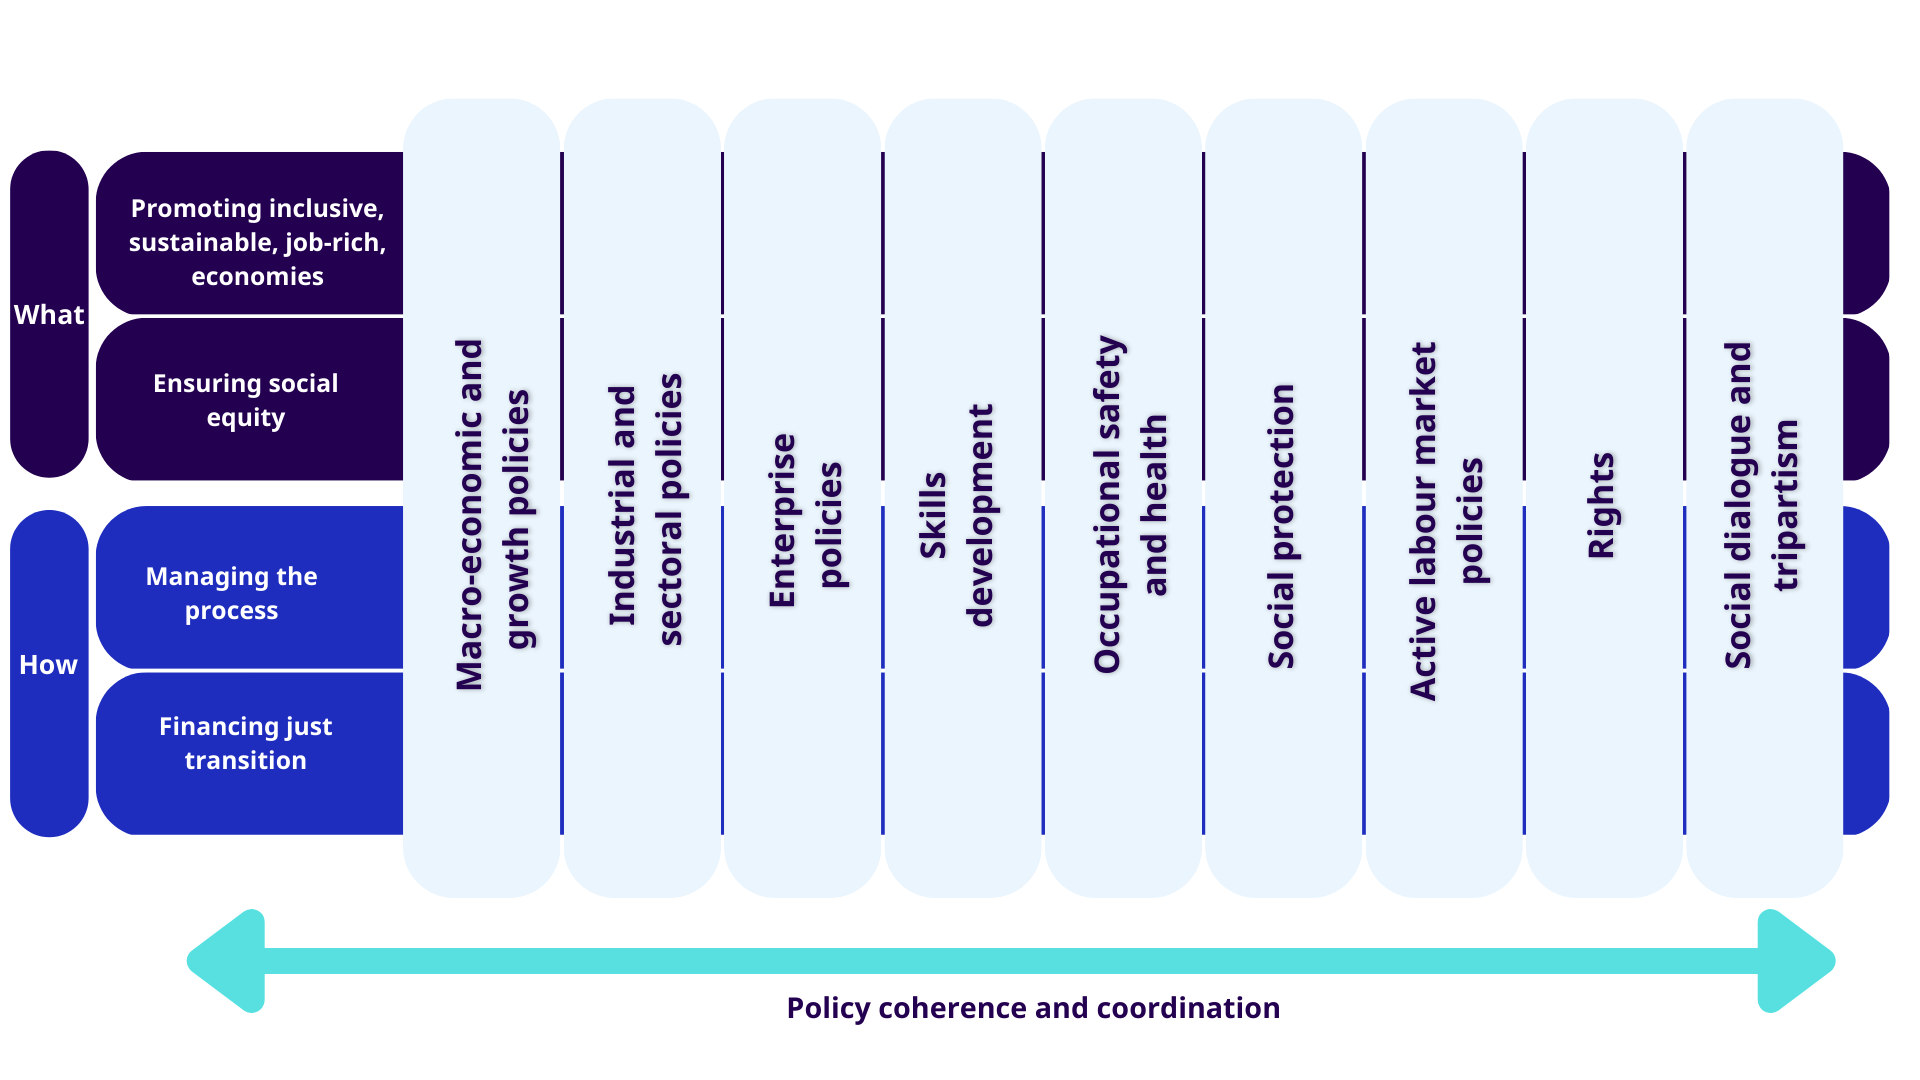 What
Promoting inclusive,
sustainable, job-rich,
economies
Ensuring social
equity
How
Managing the
process
Financing just
transition
Macro-economic and
growth policies
Industrial and
sectoral policies
Enterprise
policies
Skills
development
Occupational safety
and health
Social protection
Active labour market
policies
Rights
Social dialogue and
tripartism
Policy coherence and coordination